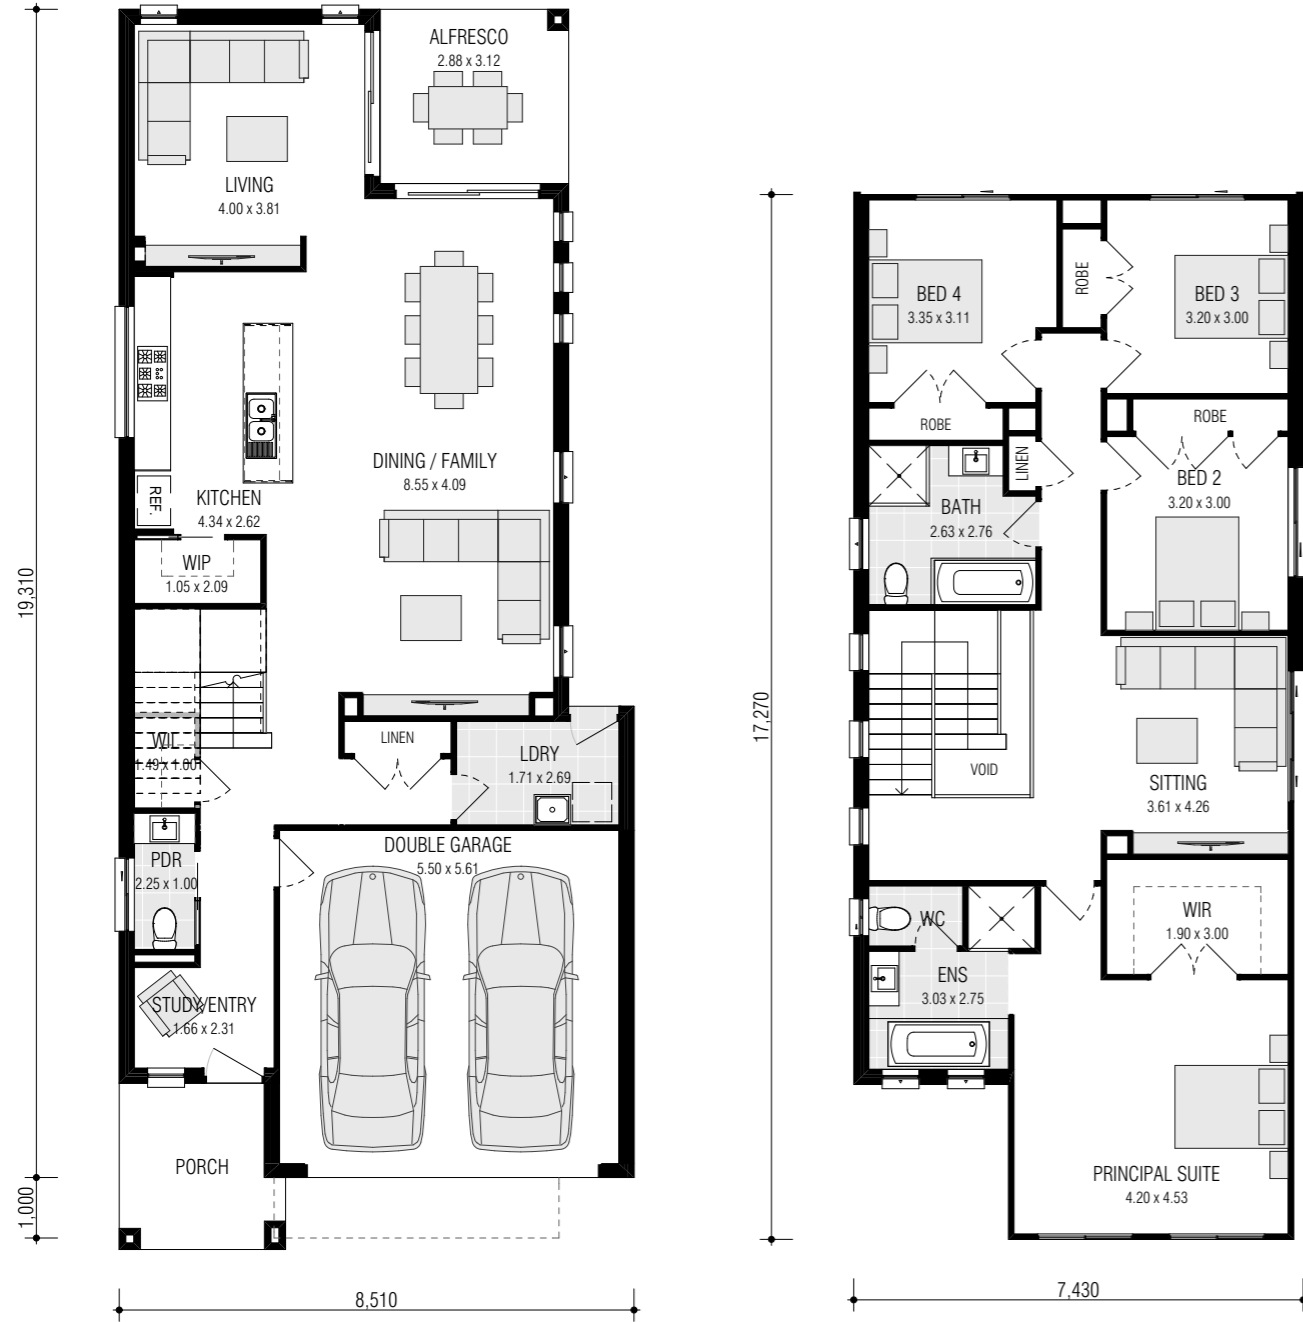 ALFRESCO
2.88 x 3.12
LIVING
4.00 x 3.81
DINING / FAMILY
8.55 x 4.09
REF.
KITCHEN
4.34 x 2.62
WIP
1.05 x 2.09
19,310
LINEN
LDRY
1.71 x 2.69
1.49 x 1.00
DOUBLE GARAGE
5.50 x 5.61
PDR
2.25 x 1.00
STUDY/ENTRY
1.66 x 2.31
PORCH
1,000
8,510
BED 4
3.35 x 3.11
ROBE
BED 3
3.20 x 3.00
ROBE
ROBE
LINEN
BED 2
3.20 x 3.00
BATH
2.63 x 2.76
17,270
VOID
SITTING
3.61 x 4.26
WC
WIR
1.90 x 3.00
ENS
3.03 x 2.75
PRINCIPAL SUITE
4.20 x 4.53
7,430